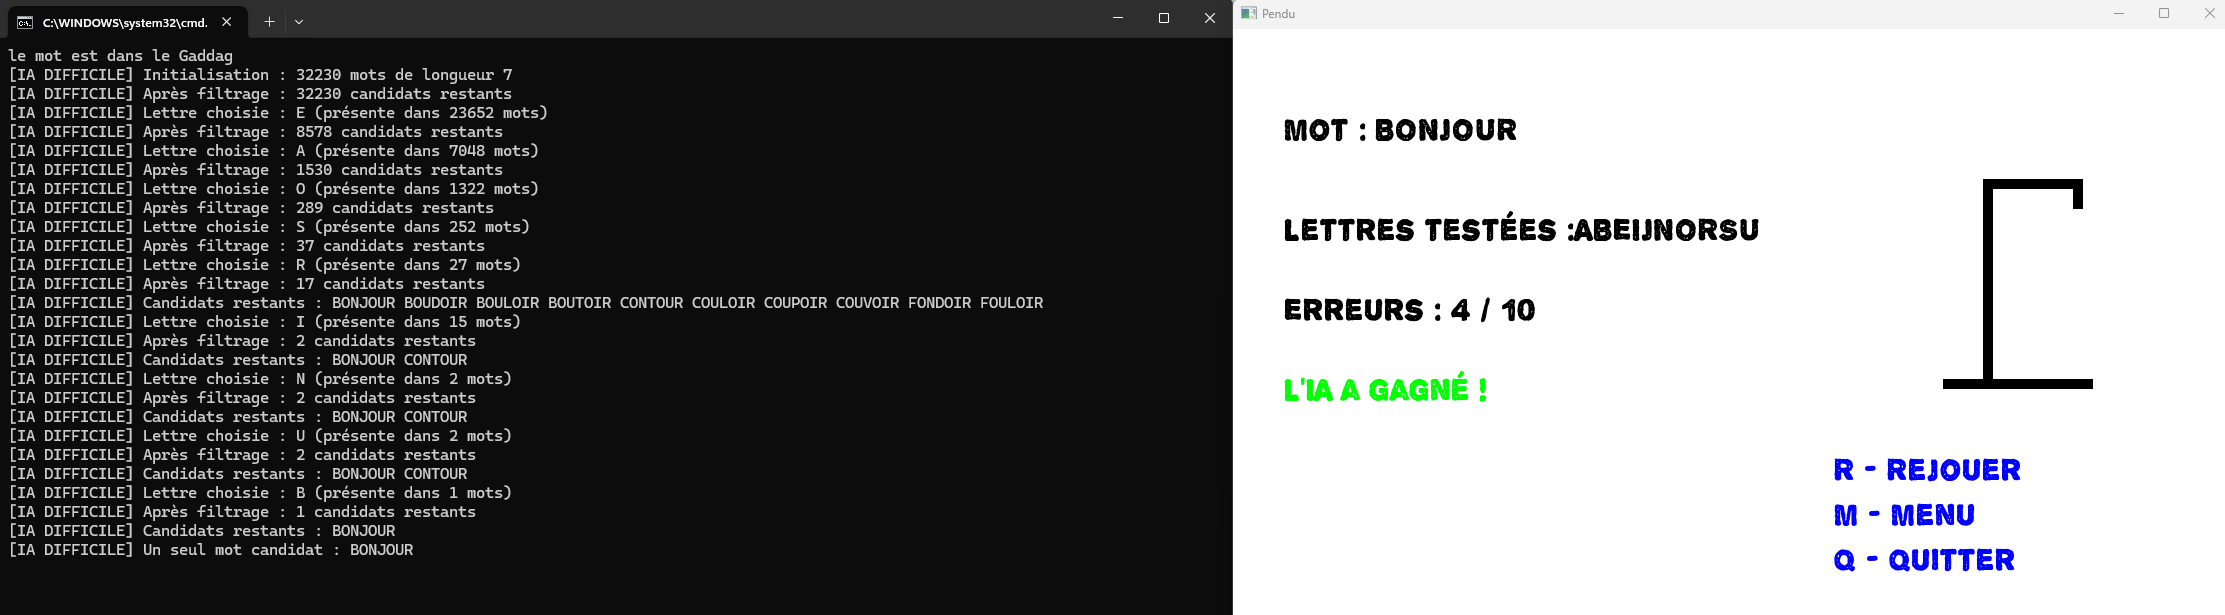 C:\WINDOWS\system32\cmd.
le mot est dans le Gaddag
[IA DIFFICILE] Initialisation : 32230 mots de longueur 7
[IA DIFFICILE] Après filtrage : 32230 candidats restants
[IA DIFFICILE] Lettre choisie : E (présente dans 23652 mots)
[IA DIFFICILE] Après filtrage : 8578 candidats restants
[IA DIFFICILE] Lettre choisie : A (présente dans 7048 mots)
[IA DIFFICILE] Après filtrage : 1530 candidats restants
[IA DIFFICILE] Lettre choisie : O (présente dans 1322 mots)
[IA DIFFICILE] Après filtrage : 289 candidats restants
[IA DIFFICILE] Lettre choisie : S (présente dans 252 mots)
[IA DIFFICILE] Après filtrage : 37 candidats restants
[IA DIFFICILE] Lettre choisie : R (présente dans 27 mots)
[IA DIFFICILE] Après filtrage : 17 candidats restants
[IA DIFFICILE] Candidats restants : BONJOUR BOUDOIR BOULOIR BOUTOIR CONTOUR COULOIR COUPOIR COUVOIR FONDOIR FOULOIR
[IA DIFFICILE] Lettre choisie : I (présente dans 15 mots)
[IA DIFFICILE] Après filtrage : 2 candidats restants
[IA DIFFICILE] Candidats restants : BONJOUR CONTOUR
[IA DIFFICILE] Lettre choisie : N (présente dans 2 mots)
[IA DIFFICILE] Après filtrage : 2 candidats restants
[IA DIFFICILE] Candidats restants : BONJOUR CONTOUR
[IA DIFFICILE] Lettre choisie : U (présente dans 2 mots)
[IA DIFFICILE] Après filtrage : 2 candidats restants
[IA DIFFICILE] Candidats restants : BONJOUR CONTOUR
[IA DIFFICILE] Lettre choisie : B (présente dans 1 mots)
[IA DIFFICILE] Après filtrage : 1 candidats restants
[IA DIFFICILE] Candidats restants : BONJOUR
[IA DIFFICILE] Un seul mot candidat : BONJOUR
Pendu
MOT : BONJOUR
LETTRES TESTÉES :ABEIJNORSU
ERREURS : 4 / 10
L'IA A GAGNÉ !
R - REJOUER
M - MENU
Q - QUITTER